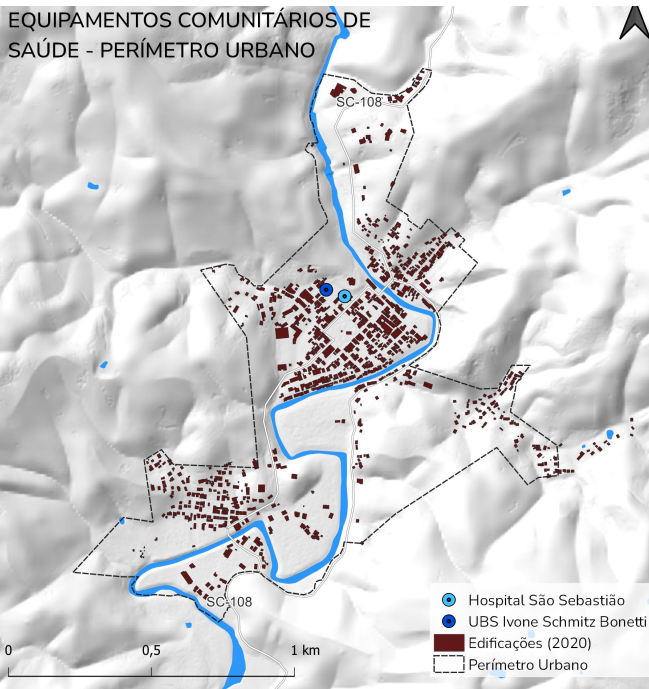 EQUIPAMENTOS COMUNITÁRIOS DE
SAÚDE - PERÍMETRO URBANO
SC-108
SC-108
Hospital São Sebastião
UBS Ivone Schmitz Bonetti
Edificações (2020)
Perímetro Urbano
0 0,5 1 km